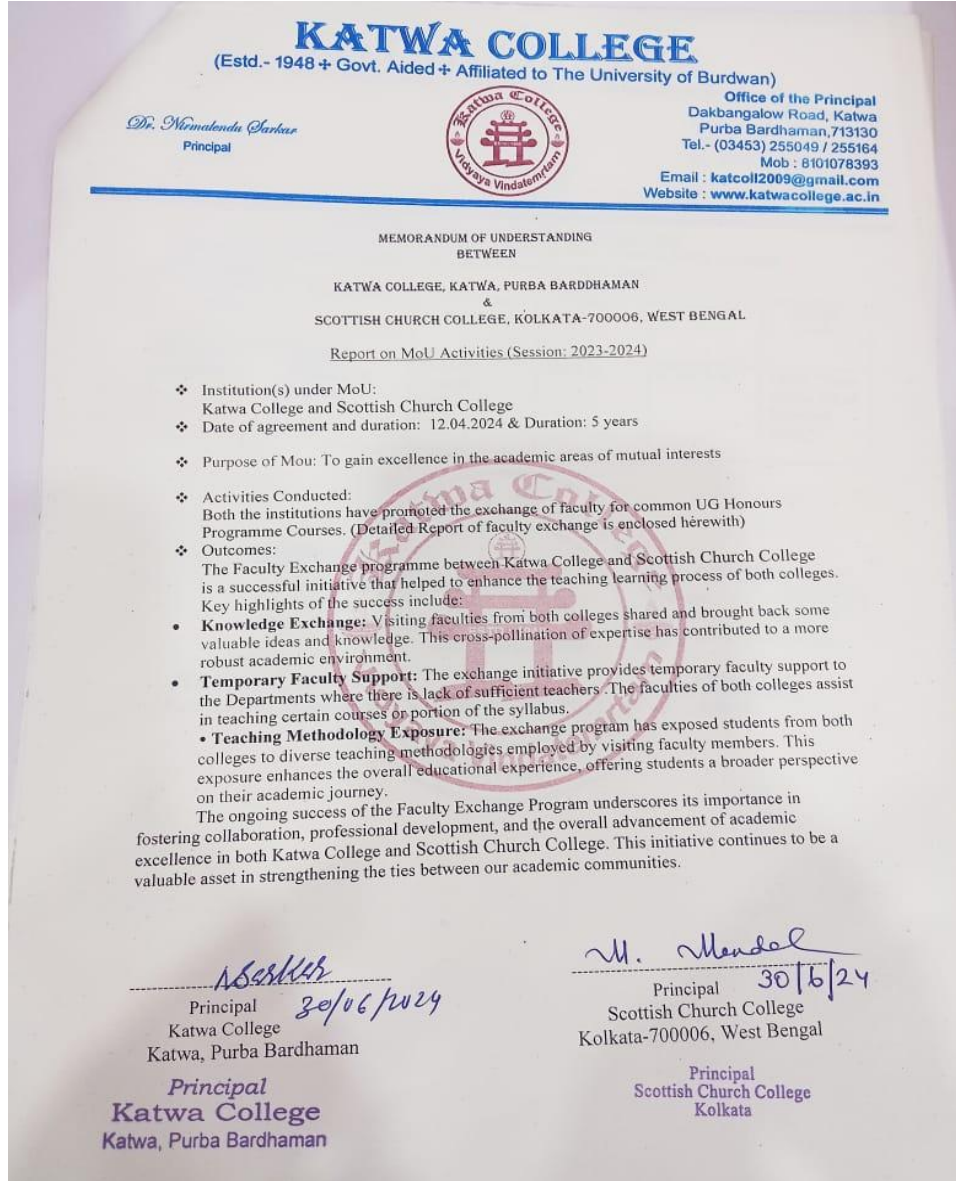 KATWA COLLEGE
(Estd.- 1948 + Govt. Aided + Affiliated to The University of Burdwan)
Dr. Nirmalendu Sarkar
Principal
Katwa College
Vidyaya Vindatemrtam
Office of the Principal
Dakbangalow Road, Katwa
Purba Bardhaman,713130
Tel.- (03453) 255049 / 255164
Mob : 8101078393
Email : katcoll2009@gmail.com
Website : www.katwacollege.ac.in
MEMORANDUM OF UNDERSTANDING
BETWEEN
KATWA COLLEGE, KATWA, PURBA BARDDHAMAN
&
SCOTTISH CHURCH COLLEGE, KOLKATA-700006, WEST BENGAL
Report on MoU Activities (Session: 2023-2024)
❖ Institution(s) under MoU:
Katwa College and Scottish Church College
❖ Date of agreement and duration: 12.04.2024 & Duration: 5 years
❖ Purpose of Mou: To gain excellence in the academic areas of mutual interests
❖ Activities Conducted:
Both the institutions have promoted the exchange of faculty for common UG Honours
Programme Courses. (Detailed Report of faculty exchange is enclosed herewith)
❖ Outcomes:
The Faculty Exchange programme between Katwa College and Scottish Church College
is a successful initiative that helped to enhance the teaching learning process of both colleges.
Key highlights of the success include:
• Knowledge Exchange: Visiting faculties from both colleges shared and brought back some
valuable ideas and knowledge. This cross-pollination of expertise has contributed to a more
robust academic environment.
• Temporary Faculty Support: The exchange initiative provides temporary faculty support to
the Departments where there is lack of sufficient teachers .The faculties of both colleges assist
in teaching certain courses or portion of the syllabus.
• Teaching Methodology Exposure: The exchange program has exposed students from both
colleges to diverse teaching methodologies employed by visiting faculty members. This
exposure enhances the overall educational experience, offering students a broader perspective
on their academic journey.
The ongoing success of the Faculty Exchange Program underscores its importance in
fostering collaboration, professional development, and the overall advancement of academic
excellence in both Katwa College and Scottish Church College. This initiative continues to be a
valuable asset in strengthening the ties between our academic communities.
Katwa College
Vidyaya Vindatemrtam
NSarkar
Principal 30/06/2024
Katwa College
Katwa, Purba Bardhaman
Principal
Katwa College
Katwa, Purba Bardhaman
M. Mandal
Principal 30/6/24
Scottish Church College
Kolkata-700006, West Bengal
Principal
Scottish Church College
Kolkata